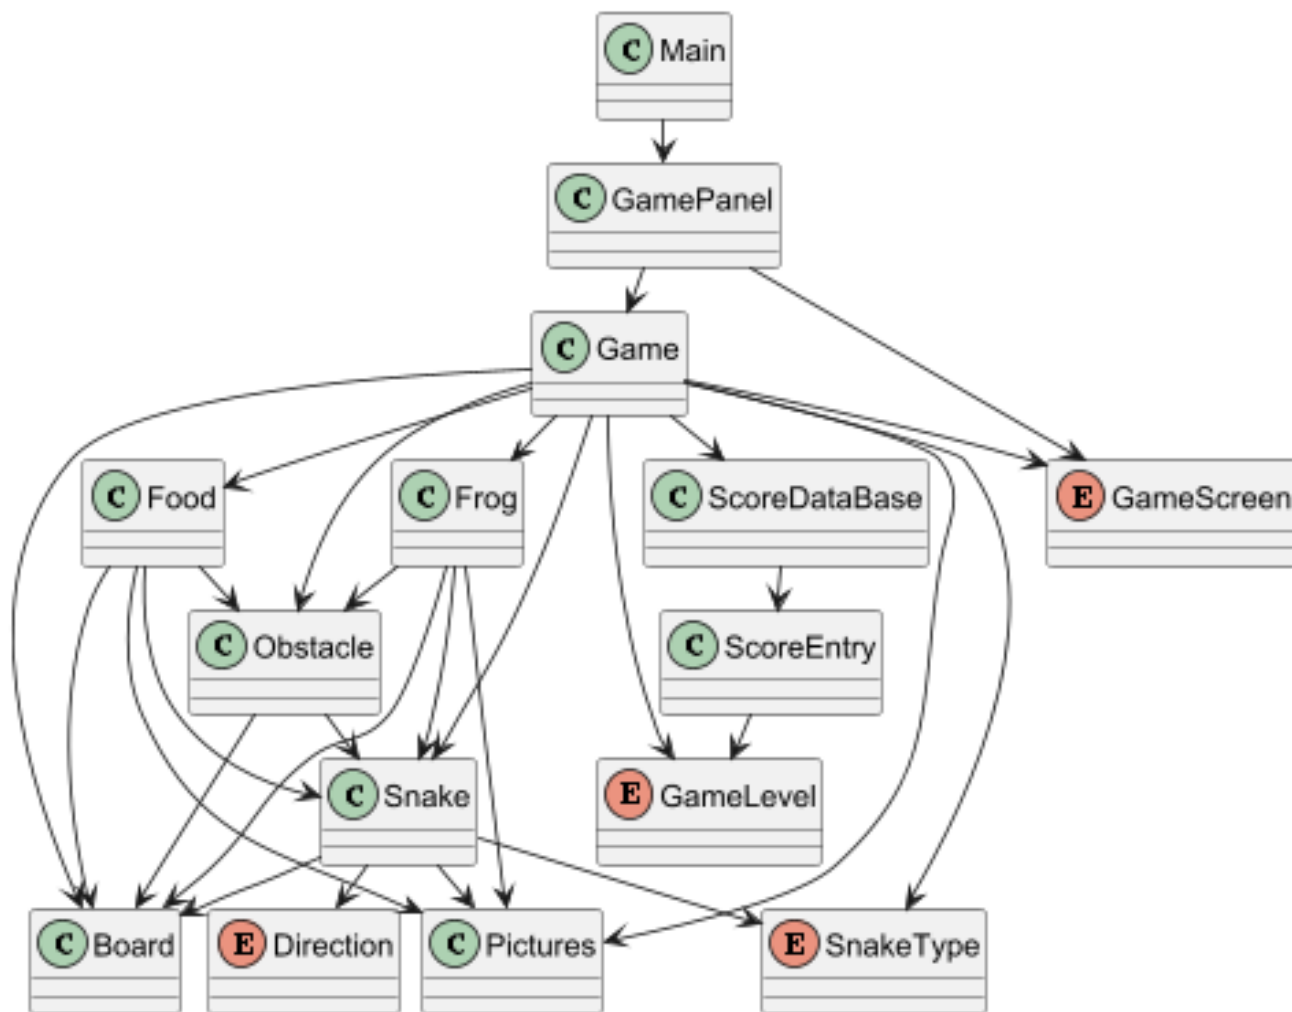 C Main
C GamePanel
C Game
C Food
C Frog
C ScoreDataBase
E GameScreen
C Obstacle
C ScoreEntry
C Snake
E GameLevel
C Board
E Direction
C Pictures
E SnakeType